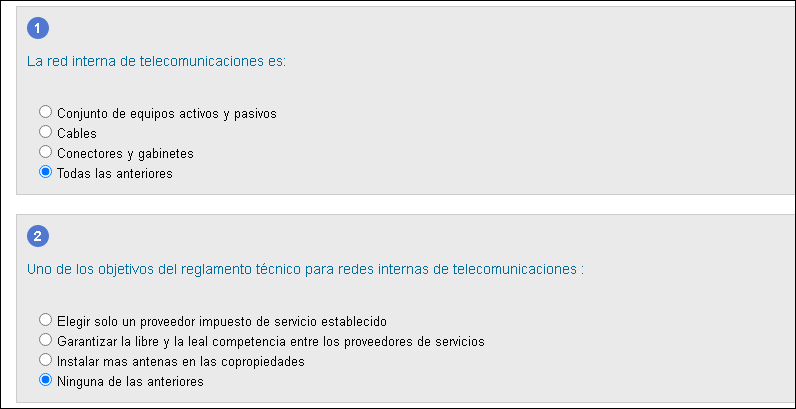 1
La red interna de telecomunicaciones es:
Conjunto de equipos activos y pasivos
Cables
Conectores y gabinetes
Todas las anteriores
2
Uno de los objetivos del reglamento técnico para redes internas de telecomunicaciones :
Elegir solo un proveedor impuesto de servicio establecido
Garantizar la libre y la leal competencia entre los proveedores de servicios
Instalar mas antenas en las copropiedades
Ninguna de las anteriores